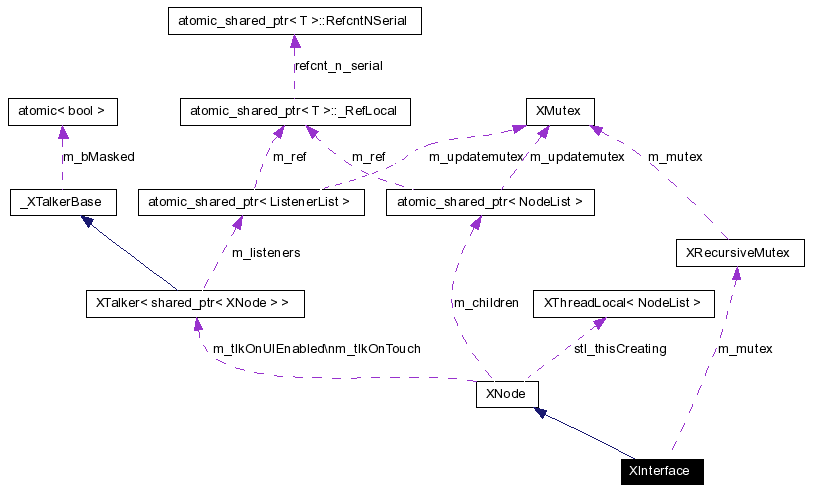 atomic_shared_ptr< T >::RefcntNSerial
refcnt_n_serial
atomic< bool >
atomic_shared_ptr< T >::_RefLocal
XMutex
m_bMasked
m_ref
m_ref
m_updatemutex
m_updatemutex
m_mutex
_XTalkerBase
atomic_shared_ptr< ListenerList >
atomic_shared_ptr< NodeList >
m_listeners
XRecursiveMutex
XTalker< shared_ptr< XNode > >
m_children
XThreadLocal< NodeList >
m_tlkOnUIEnabled\nm_tlkOnTouch
stl_thisCreating
m_mutex
XNode
XInterface